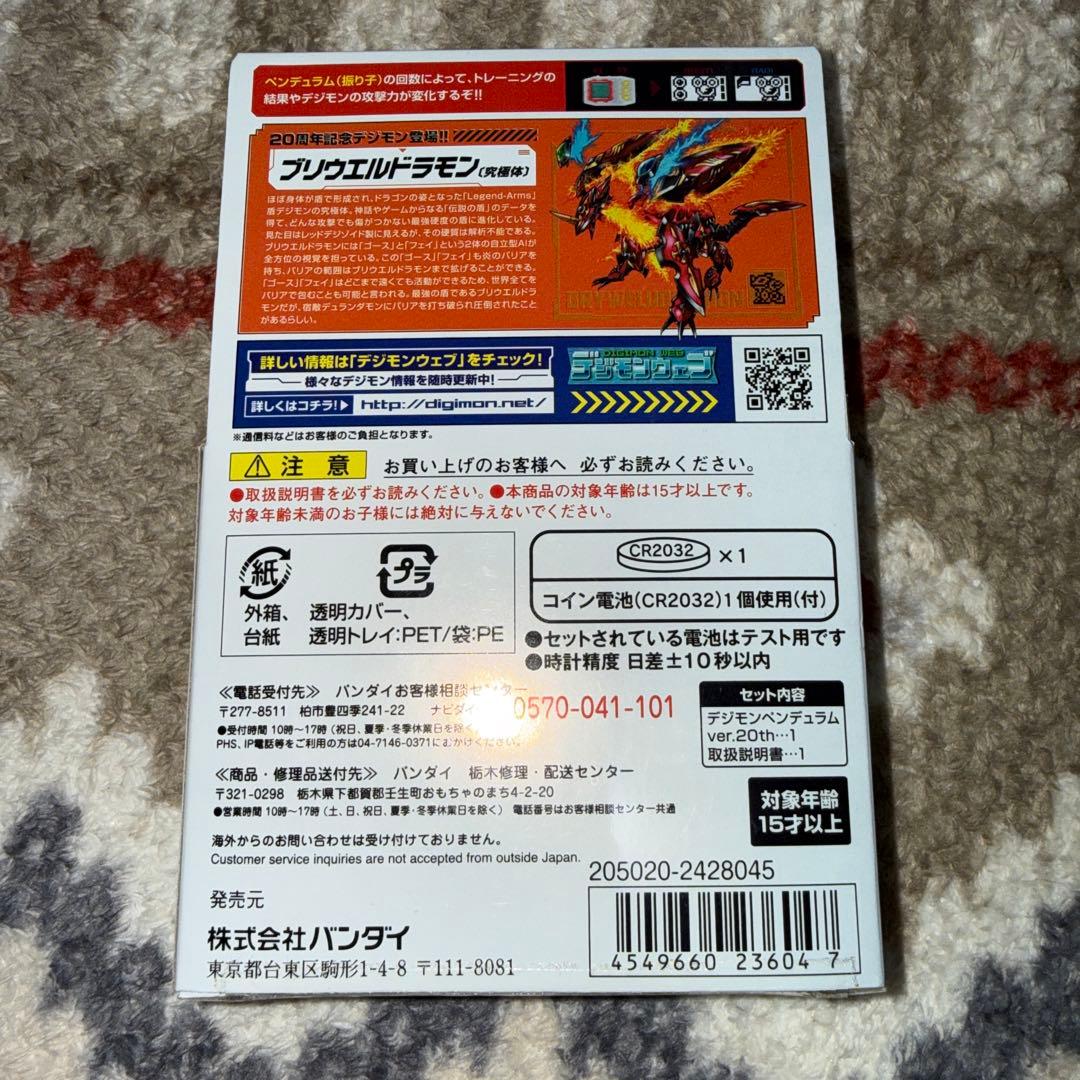 ペンデュラム(振り子)の回数によって、トレーニングの
結果やデジモンの攻撃力が変化するぞ!!
20周年記念デジモン登場!!
ブリウエルドラモン(究極体)
ほぼ身体が盾で形成され、ドラゴンの姿となった「Legend-Arms」
盾デジモンの究極体。神話やゲームからなる「伝説の盾」のデータを
得て、どんな攻撃でも傷がつかない最強硬度の盾に進化している。
見た目はレッドデジゾイド製に見えるが、その硬質は解析不能である。
ブリウエルドラモンには「ゴース」と「フェイ」という2体の自立型AIが
全方位の視覚を担っている。この「ゴース」「フェイ」も炎のバリアを
持ち、バリアの範囲はブリウエルドラモンまで拡げることができる。
「ゴース」「フェイ」はどこまで遠くても活動ができるため、世界全てを
バリアで包むことも可能と言われる。最強の盾であるブリウエルドラ
モンだが、宿敵デュランダモンにバリアを打ち破られ圧倒されたこと
があるらしい。
詳しい情報は「デジモンウェブ」をチェック!
様々なデジモン情報を随時更新中!
詳しくはコチラ!▶ http://digimon.net/
DIGIMON WEB
デジモンウェブ
※通信料などはお客様のご負担となります。
⚠注意 お買い上げのお客様へ 必ずお読みください。
●取扱説明書を必ずお読みください。●本商品の対象年齢は15才以上です。
対象年齢未満のお子様には絶対に与えないでください。
紙
外箱、
台紙
プラ
透明カバー、
透明トレイ:PET/袋:PE
CR2032 ×1
コイン電池(CR2032)1個使用(付)
●セットされている電池はテスト用です
●時計精度 日差±10秒以内
≪電話受付先≫ バンダイお客様相談センター
〒277-8511 柏市豊四季241-22 ナビダイ 0570-041-101
●受付時間 10時~17時(祝日、夏季・冬季休業日を除く
PHS、IP電話等をご利用の方は04-7146-0371におかけください。
セット内容
デジモンペンデュラム
ver.20th…1
取扱説明書…1
≪商品・修理品送付先≫ バンダイ 栃木修理・配送センター
〒321-0298 栃木県下都賀郡壬生町おもちゃのまち4-2-20
●営業時間 10時~17時(土、日、祝日、夏季・冬季休業日を除く) 電話番号はお客様相談センター共通
対象年齢
15才以上
海外からのお問い合わせは受け付けておりません。
Customer service inquiries are not accepted from outside Japan.
205020-2428045
発売元
株式会社バンダイ
東京都台東区駒形1-4-8 〒111-8081
4549660 23604 7